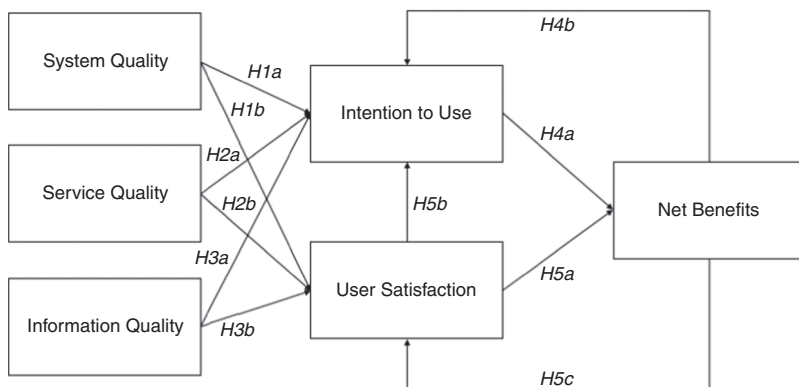 H4b
System Quality
H1a
Intention to Use
H1b
H4a
H2a
Service Quality
H2b
H5b
Net Benefits
H3a
User Satisfaction
H5a
Information Quality
H3b
H5c